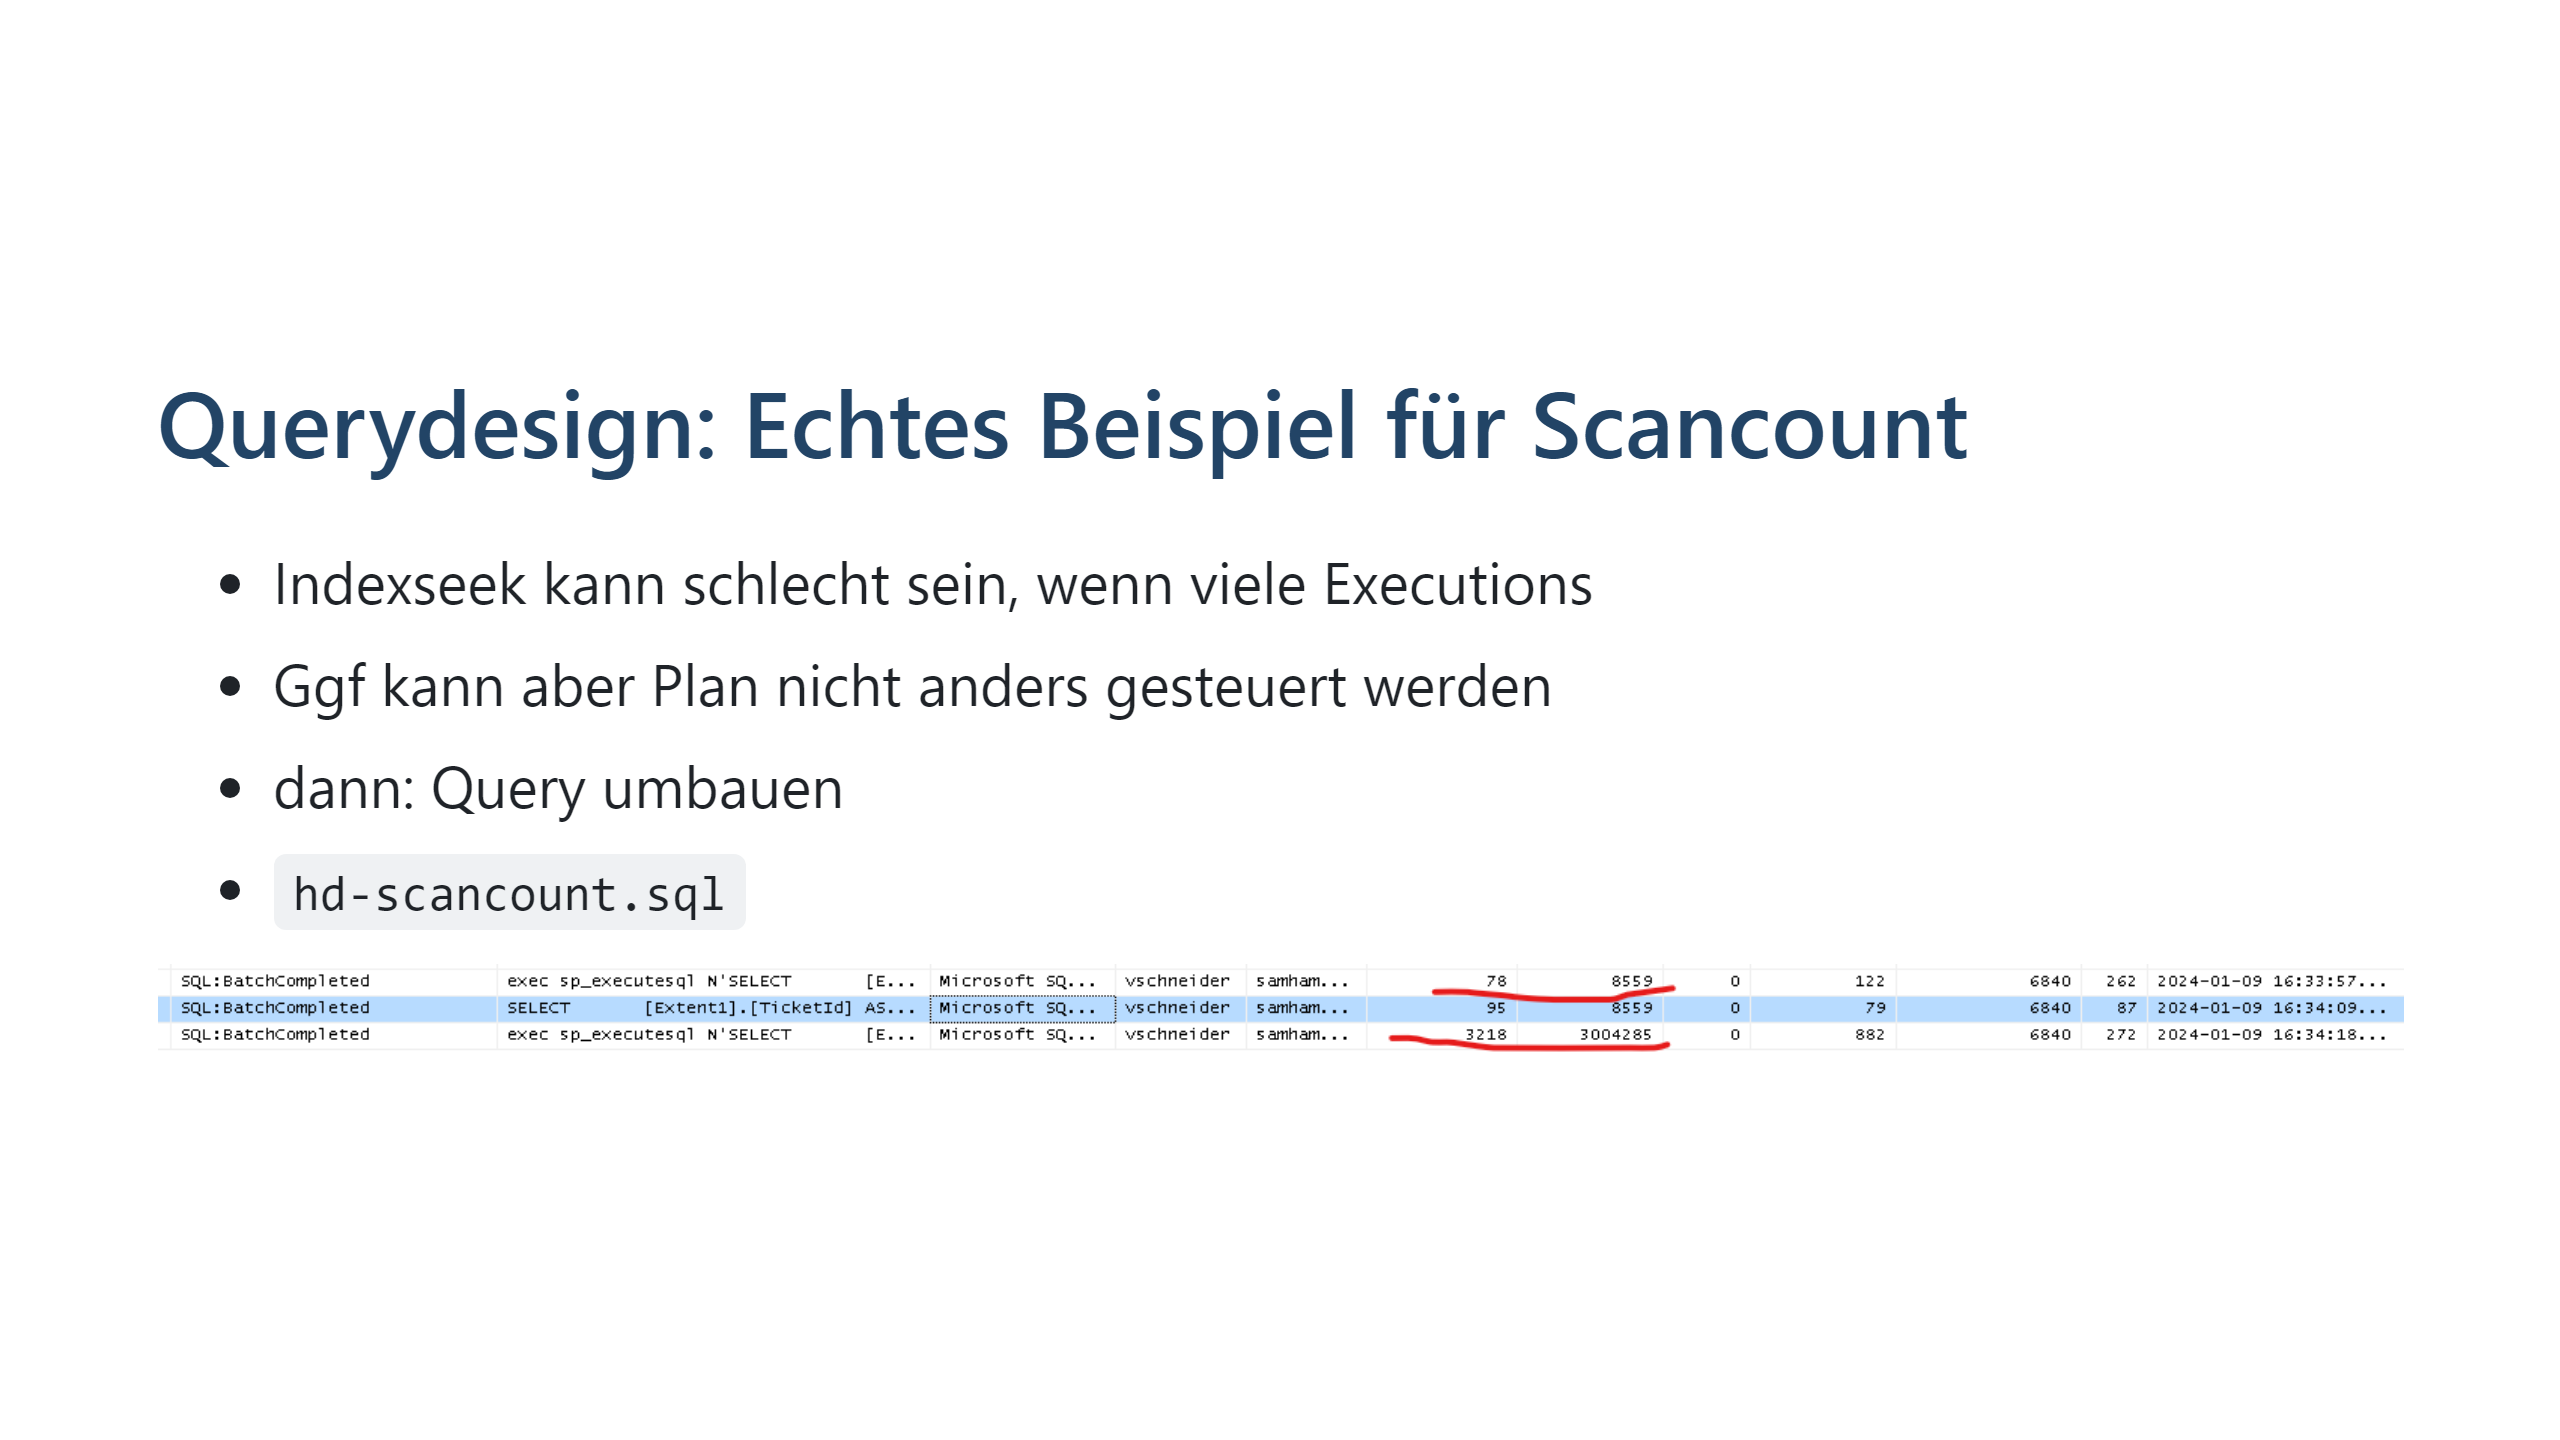 Querydesign: Echtes Beispiel für Scancount
Indexseek kann schlecht sein, wenn viele Executions
Ggf kann aber Plan nicht anders gesteuert werden
dann: Query umbauen
hd-scancount.sql
SQL:BatchCompleted exec sp_executesql N'SELECT [E... Microsoft SQ... vschneider samham... 78 8559 0 122 6840 262 2024-01-09 16:33:57...
SQL:BatchCompleted SELECT [Extent1].[TicketId] AS... Microsoft SQ... vschneider samham... 95 8559 0 79 6840 87 2024-01-09 16:34:09...
SQL:BatchCompleted exec sp_executesql N'SELECT [E... Microsoft SQ... vschneider samham... 3218 3004285 0 882 6840 272 2024-01-09 16:34:18...